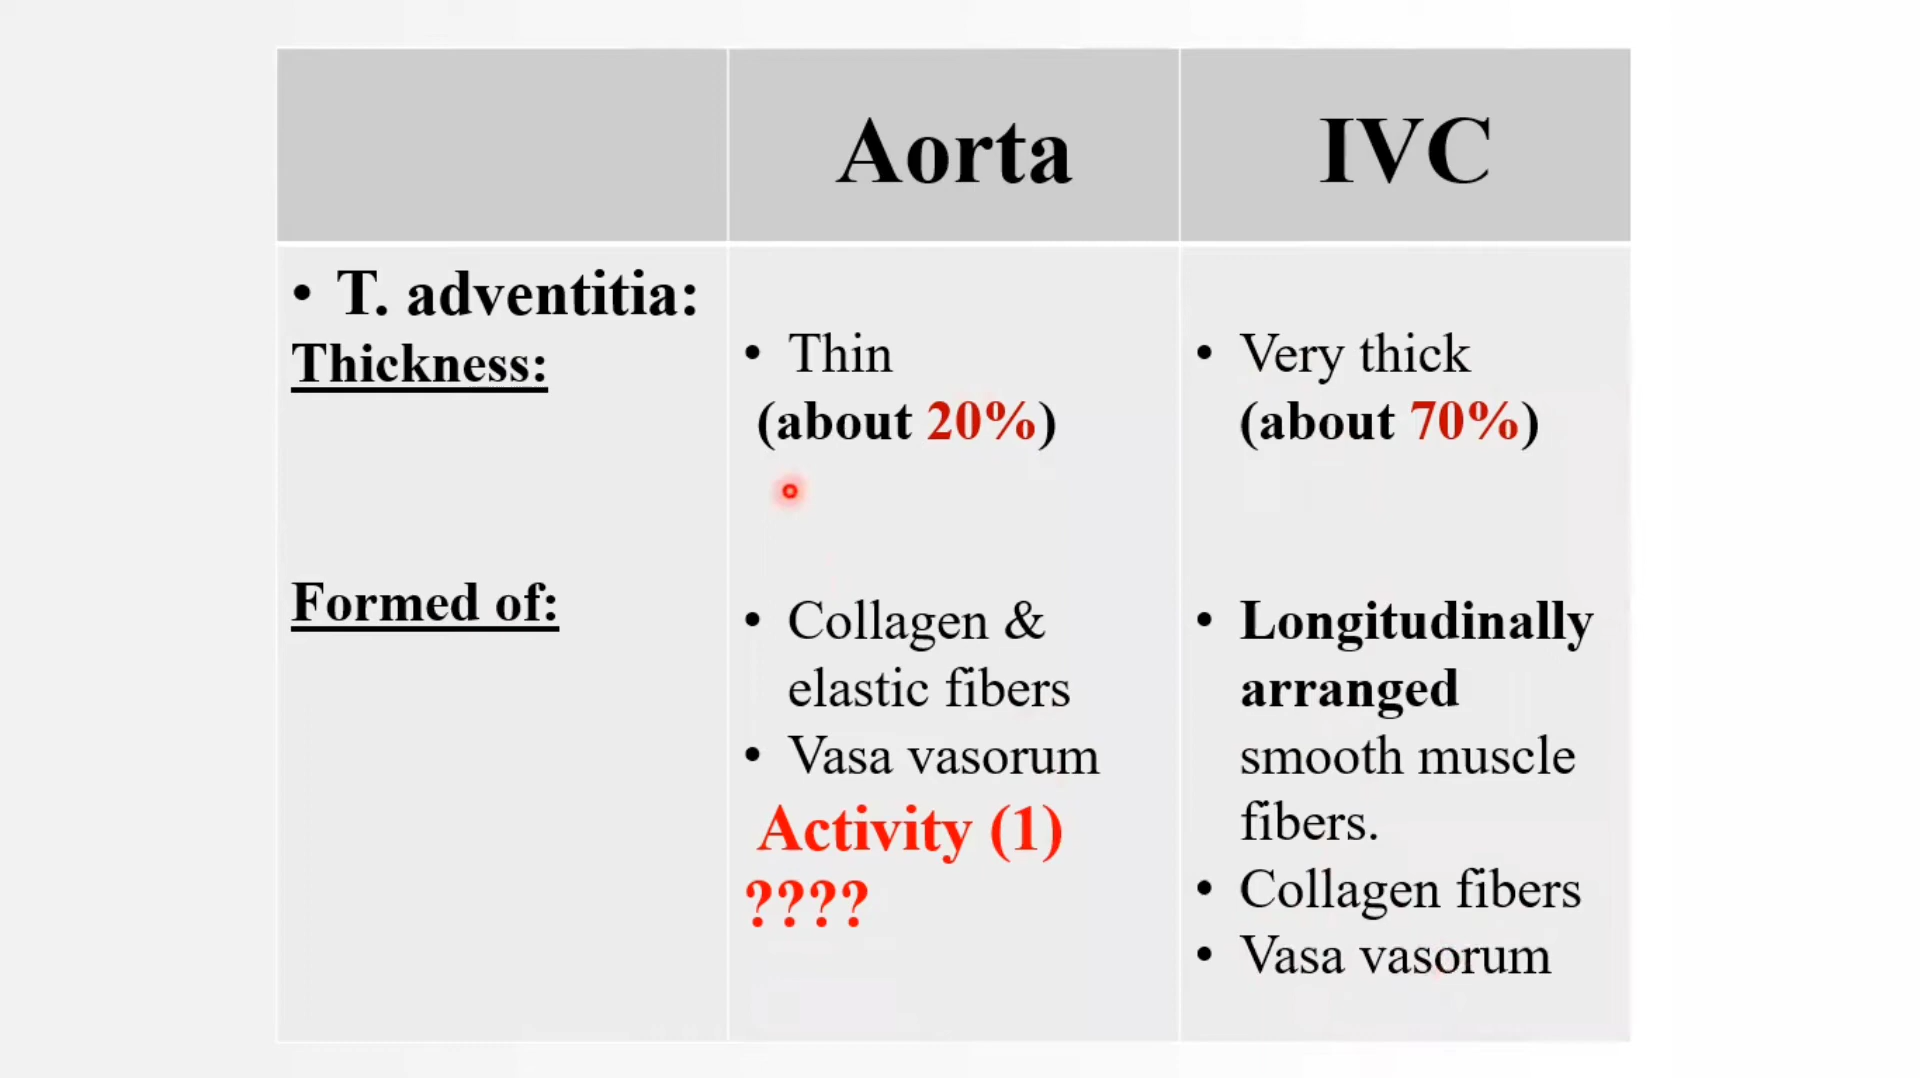 Aorta
IVC
• T. adventitia:
Thickness:
Formed of:
• Thin
(about 20%)
• Collagen &
elastic fibers
• Vasa vasorum
Activity (1)
????
• Very thick
(about 70%)
• Longitudinally
arranged
smooth muscle
fibers.
• Collagen fibers
• Vasa vasorum